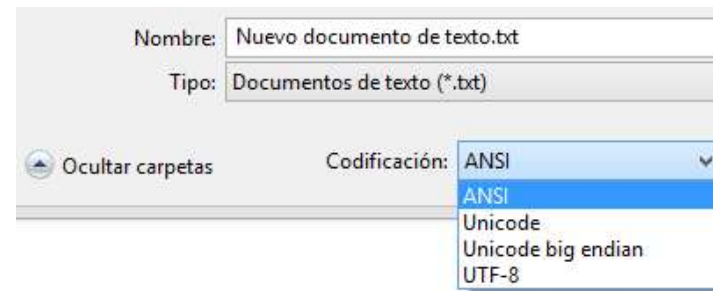 Nombre: Nuevo documento de texto.txt
Tipo: Documentos de texto (*.txt)
Ocultar carpetas Codificación: ANSI
ANSI
Unicode
Unicode big endian
UTF-8